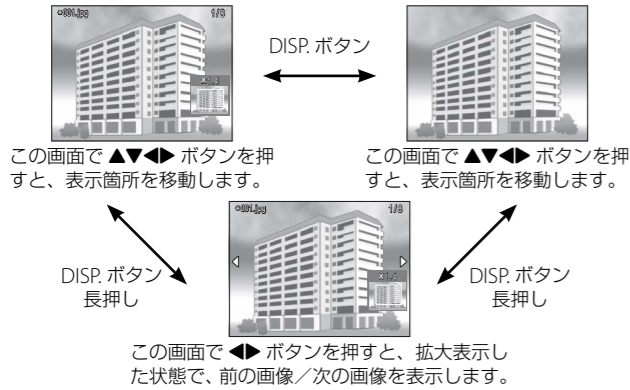 ●001.jpg 1/8
×1.4
DISP. ボタン
この画面で ▲▼◀▶ ボタンを押
すと、表示箇所を移動します。
この画面で ▲▼◀▶ ボタンを押
すと、表示箇所を移動します。
●001.jpg 1/8
×1.4
DISP. ボタン
長押し
DISP. ボタン
長押し
この画面で ◀▶ ボタンを押すと、拡大表示し
た状態で、前の画像／次の画像を表示します。